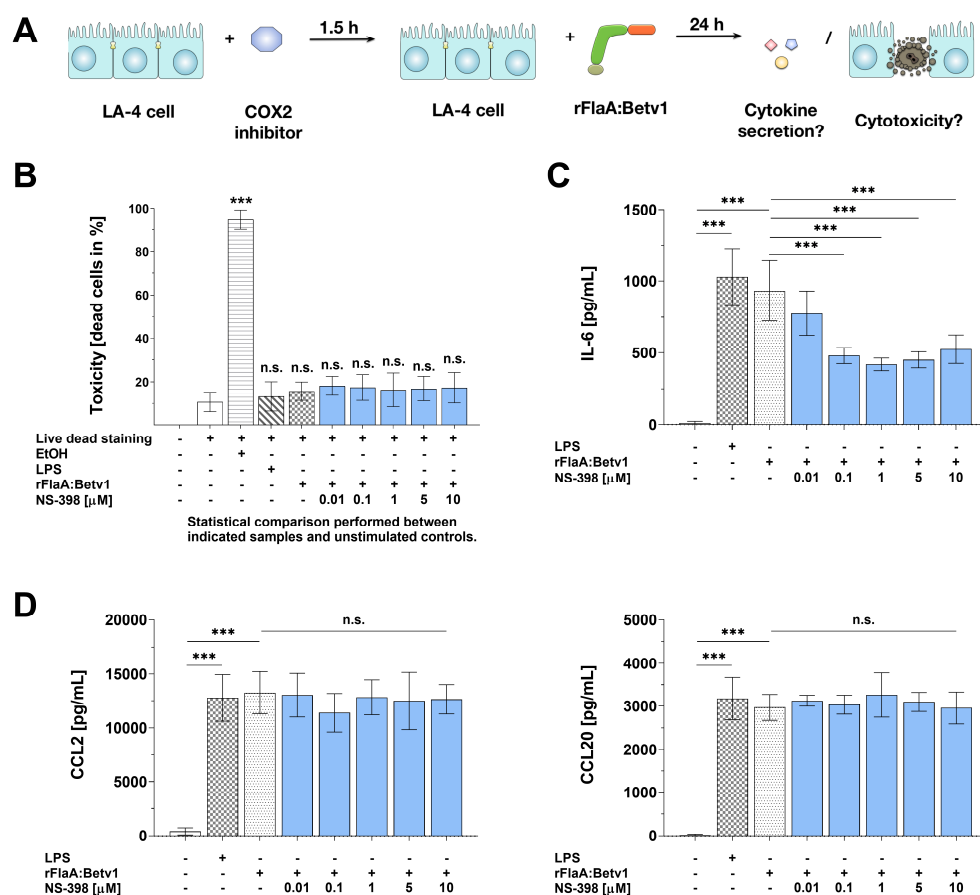 A
+
1.5 h
+
24 h
/
LA-4 cell
COX2
inhibitor
LA-4 cell
rFlaA:Betv1
Cytokine
secretion?
Cytotoxicity?
B
Toxicity [dead cells in %]
100
80
60
40
20
***
n.s. n.s. n.s. n.s. n.s. n.s. n.s.
Live dead staining - + + + + + + + + +
EtOH - - + - - - - - - -
LPS - - - + - - - - - -
rFlaA:Betv1 - - - - + + + + + +
NS-398 [μM] - - - - - 0.01 0.1 1 5 10
Statistical comparison performed between
indicated samples and unstimulated controls.
C
IL-6 [pg/mL]
1500
1000
500
0
***
***
***
***
***
***
LPS - + - - - - - -
rFlaA:Betv1 - - + + + + + +
NS-398 [μM] - - - 0.01 0.1 1 5 10
D
CCL2 [pg/mL]
20000
15000
10000
5000
0
n.s.
***
***
LPS - + - - - - - -
rFlaA:Betv1 - - + + + + + +
NS-398 [μM] - - - 0.01 0.1 1 5 10
CCL20 [pg/mL]
5000
4000
3000
2000
1000
0
n.s.
***
***
LPS - + - - - - - -
rFlaA:Betv1 - - + + + + + +
NS-398 [μM] - - - 0.01 0.1 1 5 10